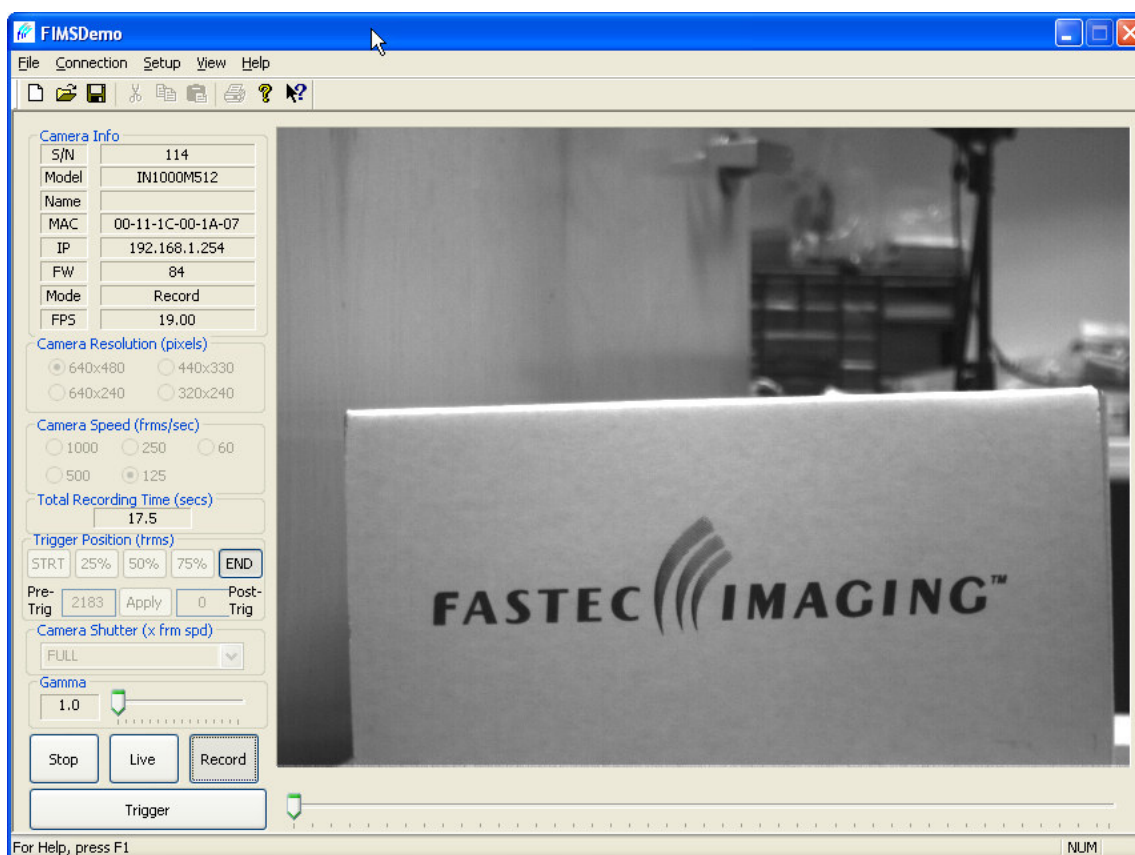 FIMSDemo
File Connection Setup View Help
Camera Info
S/N 114
Model IN1000M512
Name
MAC 00-11-1C-00-1A-07
IP 192.168.1.254
FW 84
Mode Record
FPS 19.00
Camera Resolution (pixels)
640x480 440x330
640x240 320x240
Camera Speed (frms/sec)
1000 250 60
500 125
Total Recording Time (secs)
17.5
Trigger Position (frms)
STRT 25% 50% 75% END
Pre-Trig 2183 Apply 0 Post-Trig
Camera Shutter (x frm spd)
FULL
Gamma
1.0
Stop Live Record
Trigger
FASTEC IMAGING™
For Help, press F1 NUM